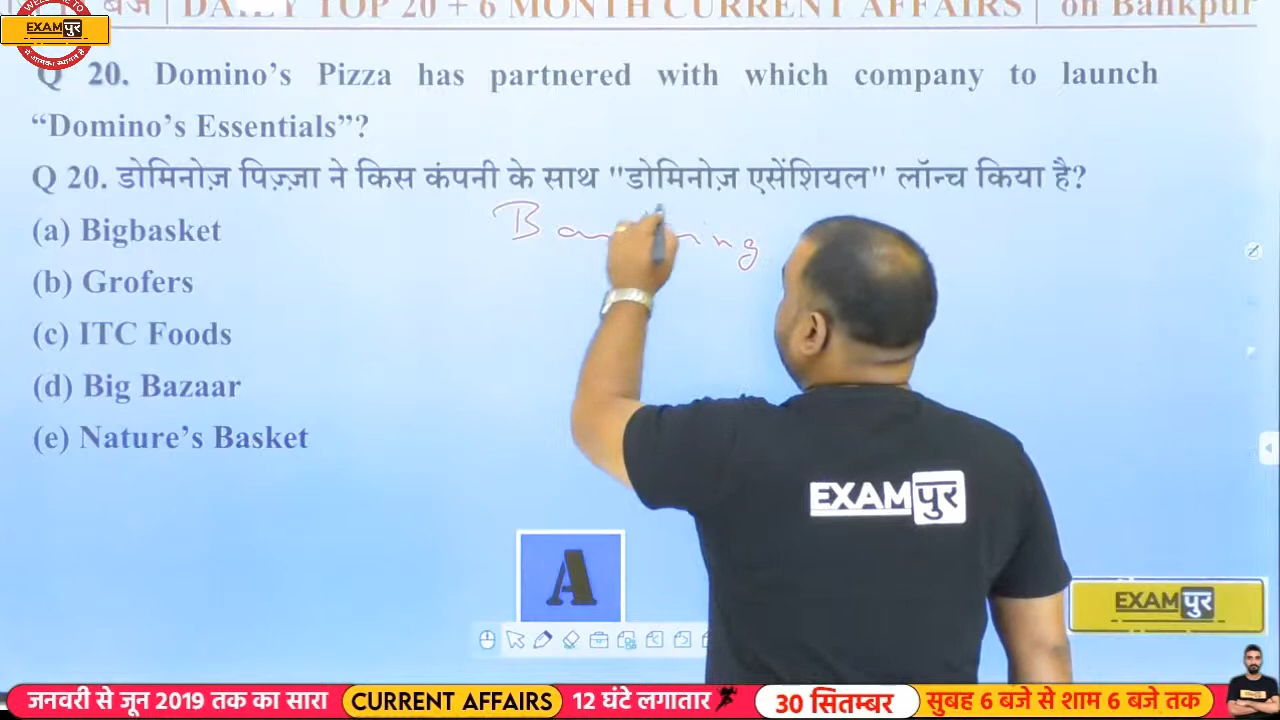 बजे | DAILY TOP 20 + 6 MONTH CURRENT AFFAIRS | on Bankpur
EXAMपुर
Q 20. Domino’s Pizza has partnered with which company to launch
“Domino’s Essentials”?
Q 20. डोमिनोज़ पिज़्ज़ा ने किस कंपनी के साथ "डोमिनोज़ एसेंशियल" लॉन्च किया है?
(a) Bigbasket
(b) Grofers
(c) ITC Foods
(d) Big Bazaar
(e) Nature’s Basket
EXAMपुर
A
EXAMपुर
जनवरी से जून 2019 तक का सारा CURRENT AFFAIRS 12 घंटे लगातार 30 सितम्बर सुबह 6 बजे से शाम 6 बजे तक